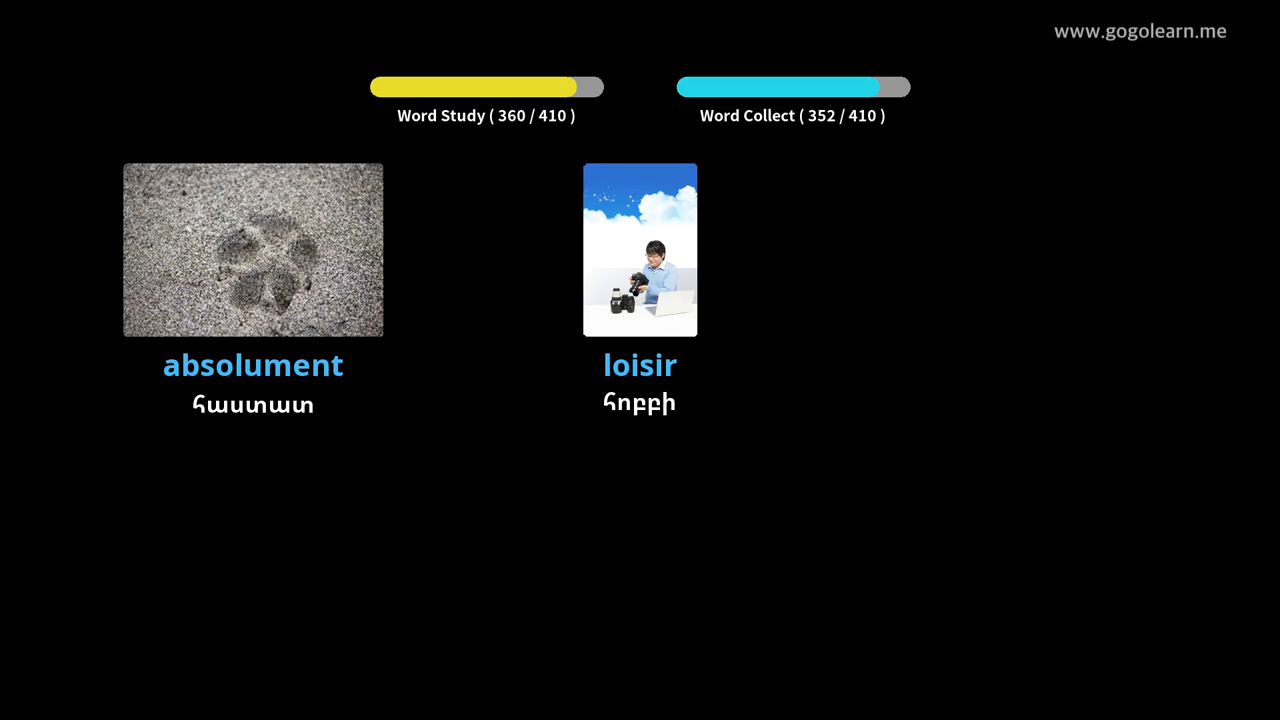 www.gogolearn.me
Word Study ( 360 / 410 )
Word Collect ( 352 / 410 )
absolument
հաստատ
loisir
հոբբի